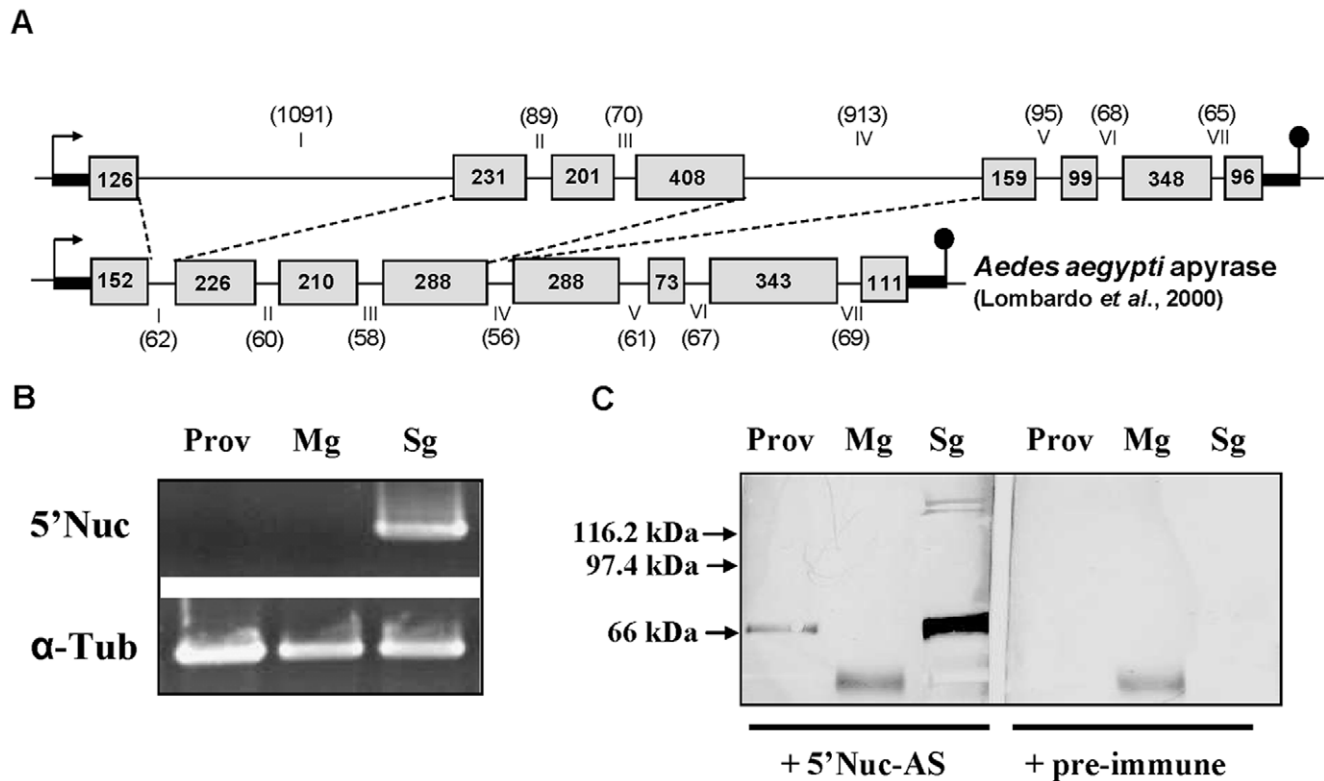 A
(1091) (89) (70) (913) (95) (68) (65)
I II III IV V VI VII
126 231 201 408 159 99 348 96
152 226 210 288 288 73 343 111
Aedes aegypti apyrase
(Lombardo et al., 2000)
I II III IV V VI VII
(62) (60) (58) (56) (61) (67) (69)
B
Prov Mg Sg
5'Nuc
α-Tub
C
Prov Mg Sg Prov Mg Sg
116.2 kDa
97.4 kDa
66 kDa
+ 5'Nuc-AS + pre-immune